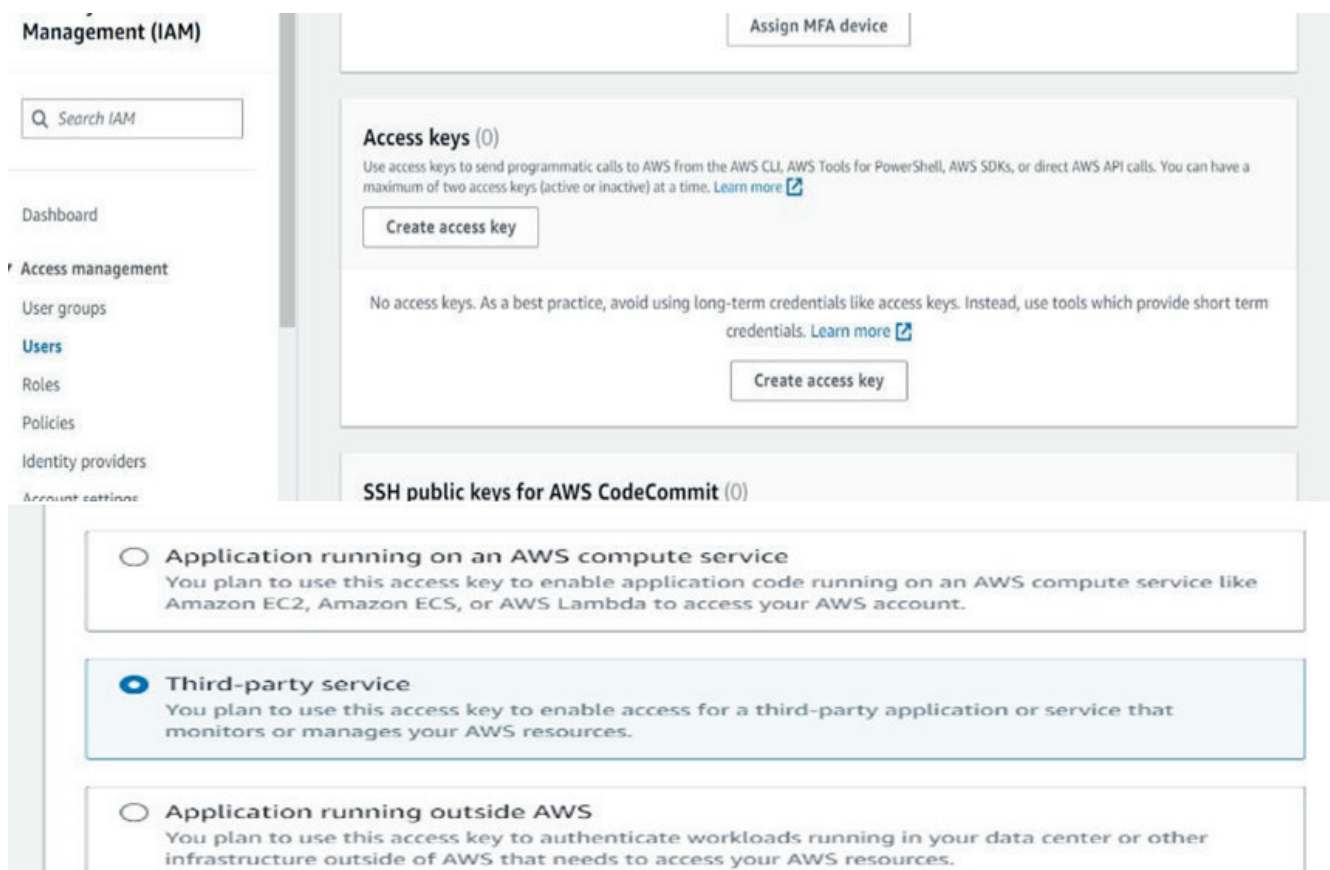 Management (IAM)
Search IAM
Dashboard
Access management
User groups
Users
Roles
Policies
Identity providers
Account settings
Assign MFA device
Access keys (0)
Use access keys to send programmatic calls to AWS from the AWS CLI, AWS Tools for PowerShell, AWS SDKs, or direct AWS API calls. You can have a
maximum of two access keys (active or inactive) at a time. Learn more
Create access key
No access keys. As a best practice, avoid using long-term credentials like access keys. Instead, use tools which provide short term
credentials. Learn more
Create access key
SSH public keys for AWS CodeCommit (0)
Application running on an AWS compute service
You plan to use this access key to enable application code running on an AWS compute service like
Amazon EC2, Amazon ECS, or AWS Lambda to access your AWS account.
Third-party service
You plan to use this access key to enable access for a third-party application or service that
monitors or manages your AWS resources.
Application running outside AWS
You plan to use this access key to authenticate workloads running in your data center or other
infrastructure outside of AWS that needs to access your AWS resources.